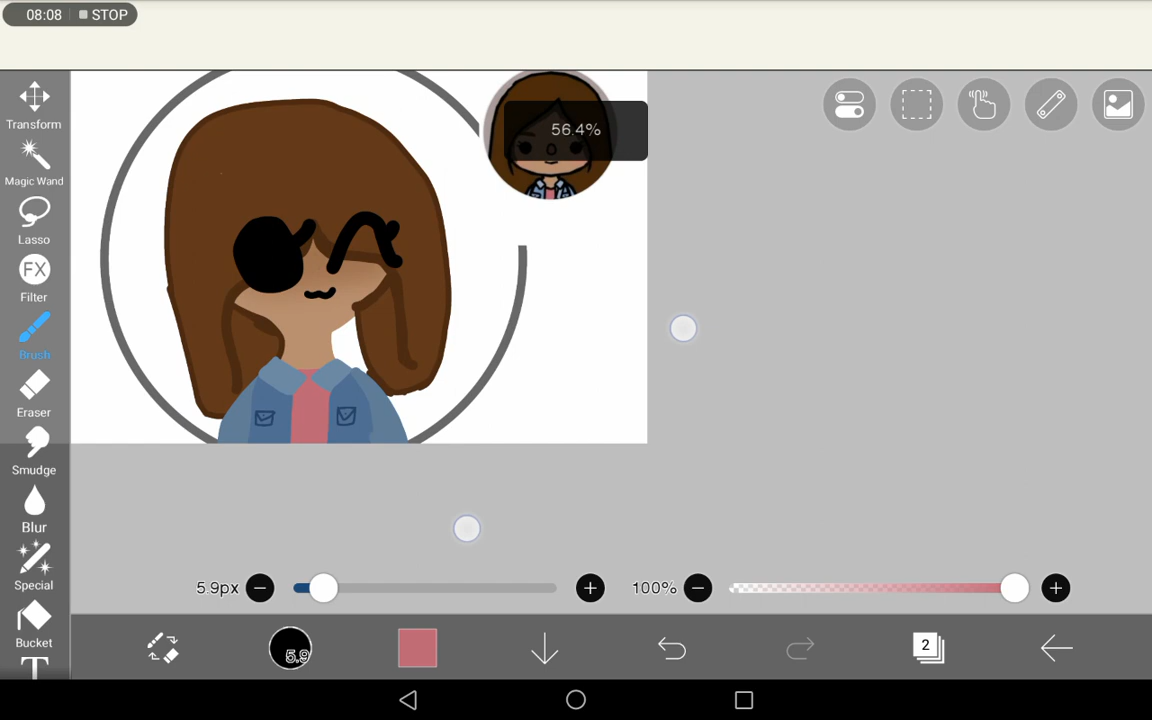 08:08 STOP
Transform
56.4%
Magic Wand
Lasso
FX
Filter
Brush
Eraser
Smudge
Blur
Special
Bucket
T
5.9px
100%
5.9
2